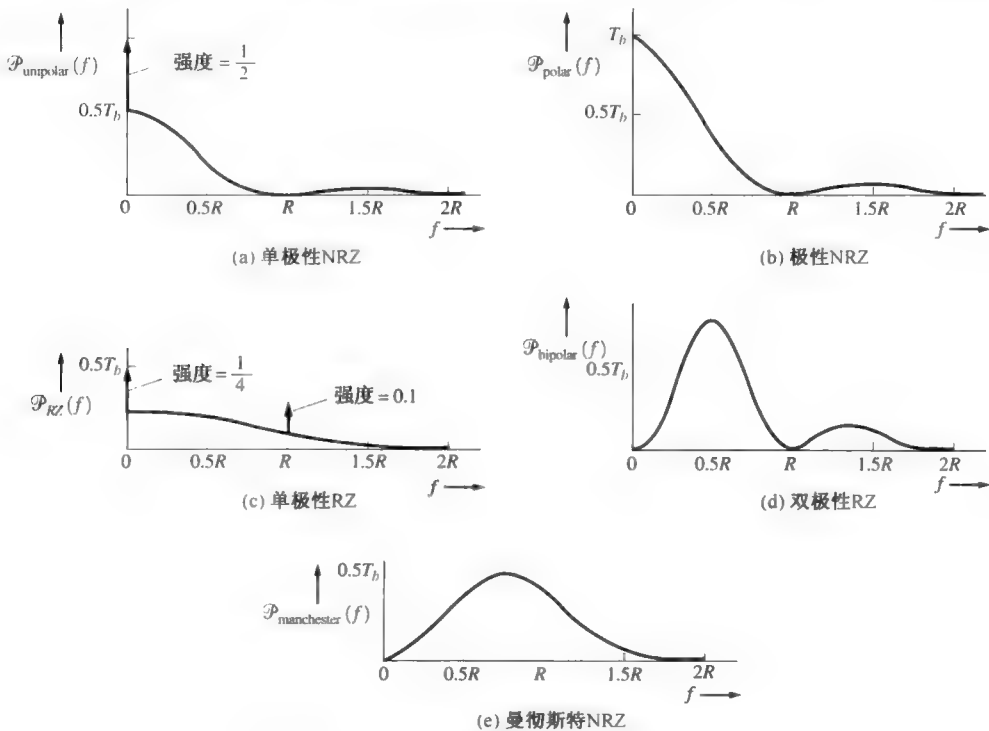 𝒫unipolar(f)
强度 = 1/2
0.5Tb
0 0.5R R 1.5R 2R
f
(a) 单极性NRZ
Tb
𝒫polar(f)
0.5Tb
0 0.5R R 1.5R 2R
f
(b) 极性NRZ
0.5Tb
强度 = 1/4
𝒫RZ(f)
强度 = 0.1
0 0.5R R 1.5R 2R
f
(c) 单极性RZ
𝒫bipolar(f)
0.5Tb
0 0.5R R 1.5R 2R
f
(d) 双极性RZ
0.5Tb
𝒫manchester(f)
0 0.5R R 1.5R 2R
f
(e) 曼彻斯特NRZ